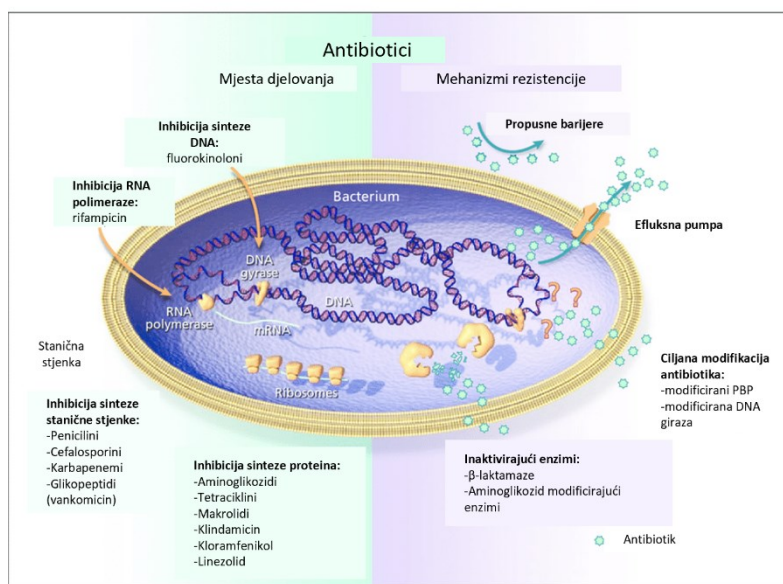 Antibiotici
Mjesta djelovanja
Mehanizmi rezistencije
Inhibicija sinteze
DNA:
fluorokinoloni
Inhibicija RNA
polimeraze:
rifampicin
Propusne barijere
Efluksna pumpa
Bacterium
DNA
gyrase
RNA
polymerase
DNA
mRNA
Ribosomes
Stanična
stjenka
Ciljana modifikacija
antibiotika:
-modificirani PBP
-modificirana DNA
giraza
Inhibicija sinteze
stanične stjenke:
-Penicilini
-Cefalosporini
-Karbapenemi
-Glikopeptidi
(vankomicin)
Inhibicija sinteze proteina:
-Aminoglikozidi
-Tetraciklini
-Makrolidi
-Klindamicin
-Kloramfenikol
-Linezolid
Inaktivirajući enzimi:
-β-laktamaze
-Aminoglikozid modificirajući
enzimi
Antibiotik
? ?